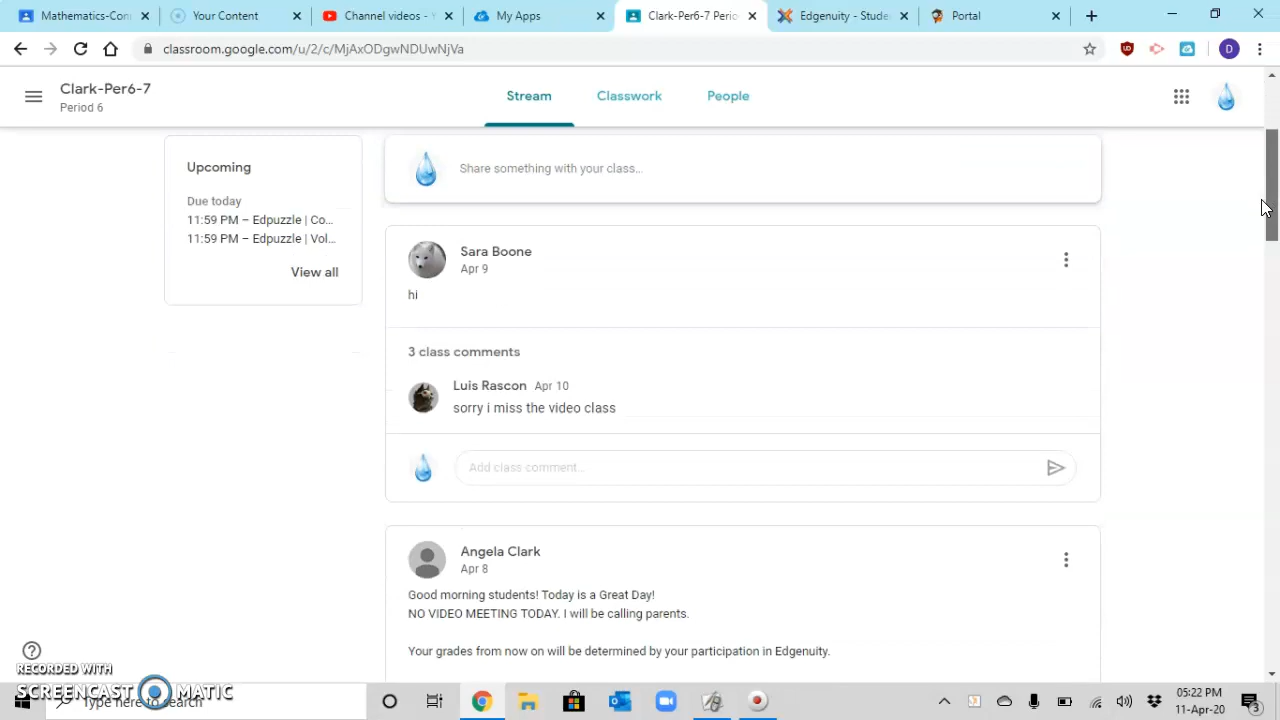 Mathematics-Con
Your Content
Channel videos - Y
My Apps
Clark-Per6-7 Perio
Edgenuity - Stude
Portal
classroom.google.com/u/2/c/MjAxODgwNDUwNjVa
D
Clark-Per6-7
Period 6
Stream
Classwork
People
Upcoming
Due today
11:59 PM – Edpuzzle | Co...
11:59 PM – Edpuzzle | Vol...
View all
Share something with your class...
Sara Boone
Apr 9
hi
3 class comments
Luis Rascon Apr 10
sorry i miss the video class
Add class comment...
Angela Clark
Apr 8
Good morning students! Today is a Great Day!
NO VIDEO MEETING TODAY. I will be calling parents.
Your grades from now on will be determined by your participation in Edgenuity.
RECORDED WITH
SCREENCAST MATIC
Type here to search
05:22 PM
11-Apr-20
3